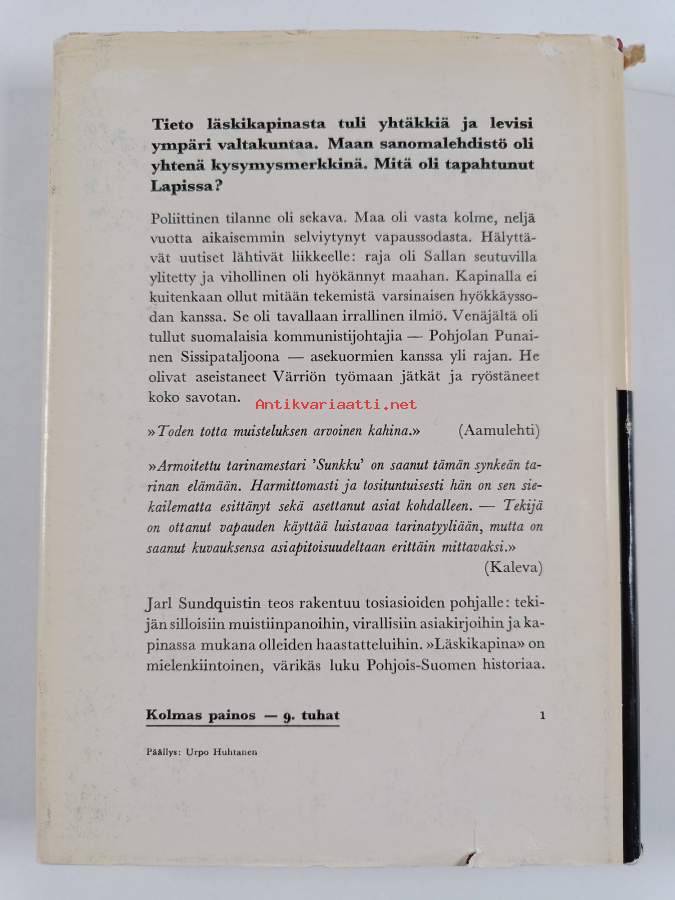 Tieto läskikapinasta tuli yhtäkkiä ja levisi
ympäri valtakuntaa. Maan sanomalehdistö oli
yhtenä kysymysmerkkinä. Mitä oli tapahtunut
Lapissa?
Poliittinen tilanne oli sekava. Maa oli vasta kolme, neljä
vuotta aikaisemmin selviytynyt vapaussodasta. Hälyttä-
vät uutiset lähtivät liikkeelle: raja oli Sallan seutuvilla
ylitetty ja vihollinen oli hyökännyt maahan. Kapinalla ei
kuitenkaan ollut mitään tekemistä varsinaisen hyökkäysso-
dan kanssa. Se oli tavallaan irrallinen ilmiö. Venäjältä oli
tullut suomalaisia kommunistijohtajia — Pohjolan Punai-
nen Sissipataljoona — asekuormien kanssa yli rajan. He
olivat aseistaneet Värriön työmaan jätkät ja ryöstäneet
koko savotan.
Antikvariaatti.net
»Toden totta muisteluksen arvoinen kahina.» (Aamulehti)
»Armoitettu tarinamestari 'Sunkku' on saanut tämän synkeän ta-
rinan elämään. Harmittomasti ja tosituntuisesti hän on sen sie-
kailematta esittänyt sekä asettanut asiat kohdalleen. — Tekijä
on ottanut vapauden käyttää luistavaa tarinatyyliään, mutta on
saanut kuvauksensa asiapitoisuudeltaan erittäin mittavaksi.»
(Kaleva)
Jarl Sundquistin teos rakentuu tosiasioiden pohjalle: teki-
jän silloisiin muistiinpanoihin, virallisiin asiakirjoihin ja ka-
pinassa mukana olleiden haastatteluihin. »Läskikapina» on
mielenkiintoinen, värikäs luku Pohjois-Suomen historiaa.
Kolmas painos — 9. tuhat 1
Päällys: Urpo Huhtanen